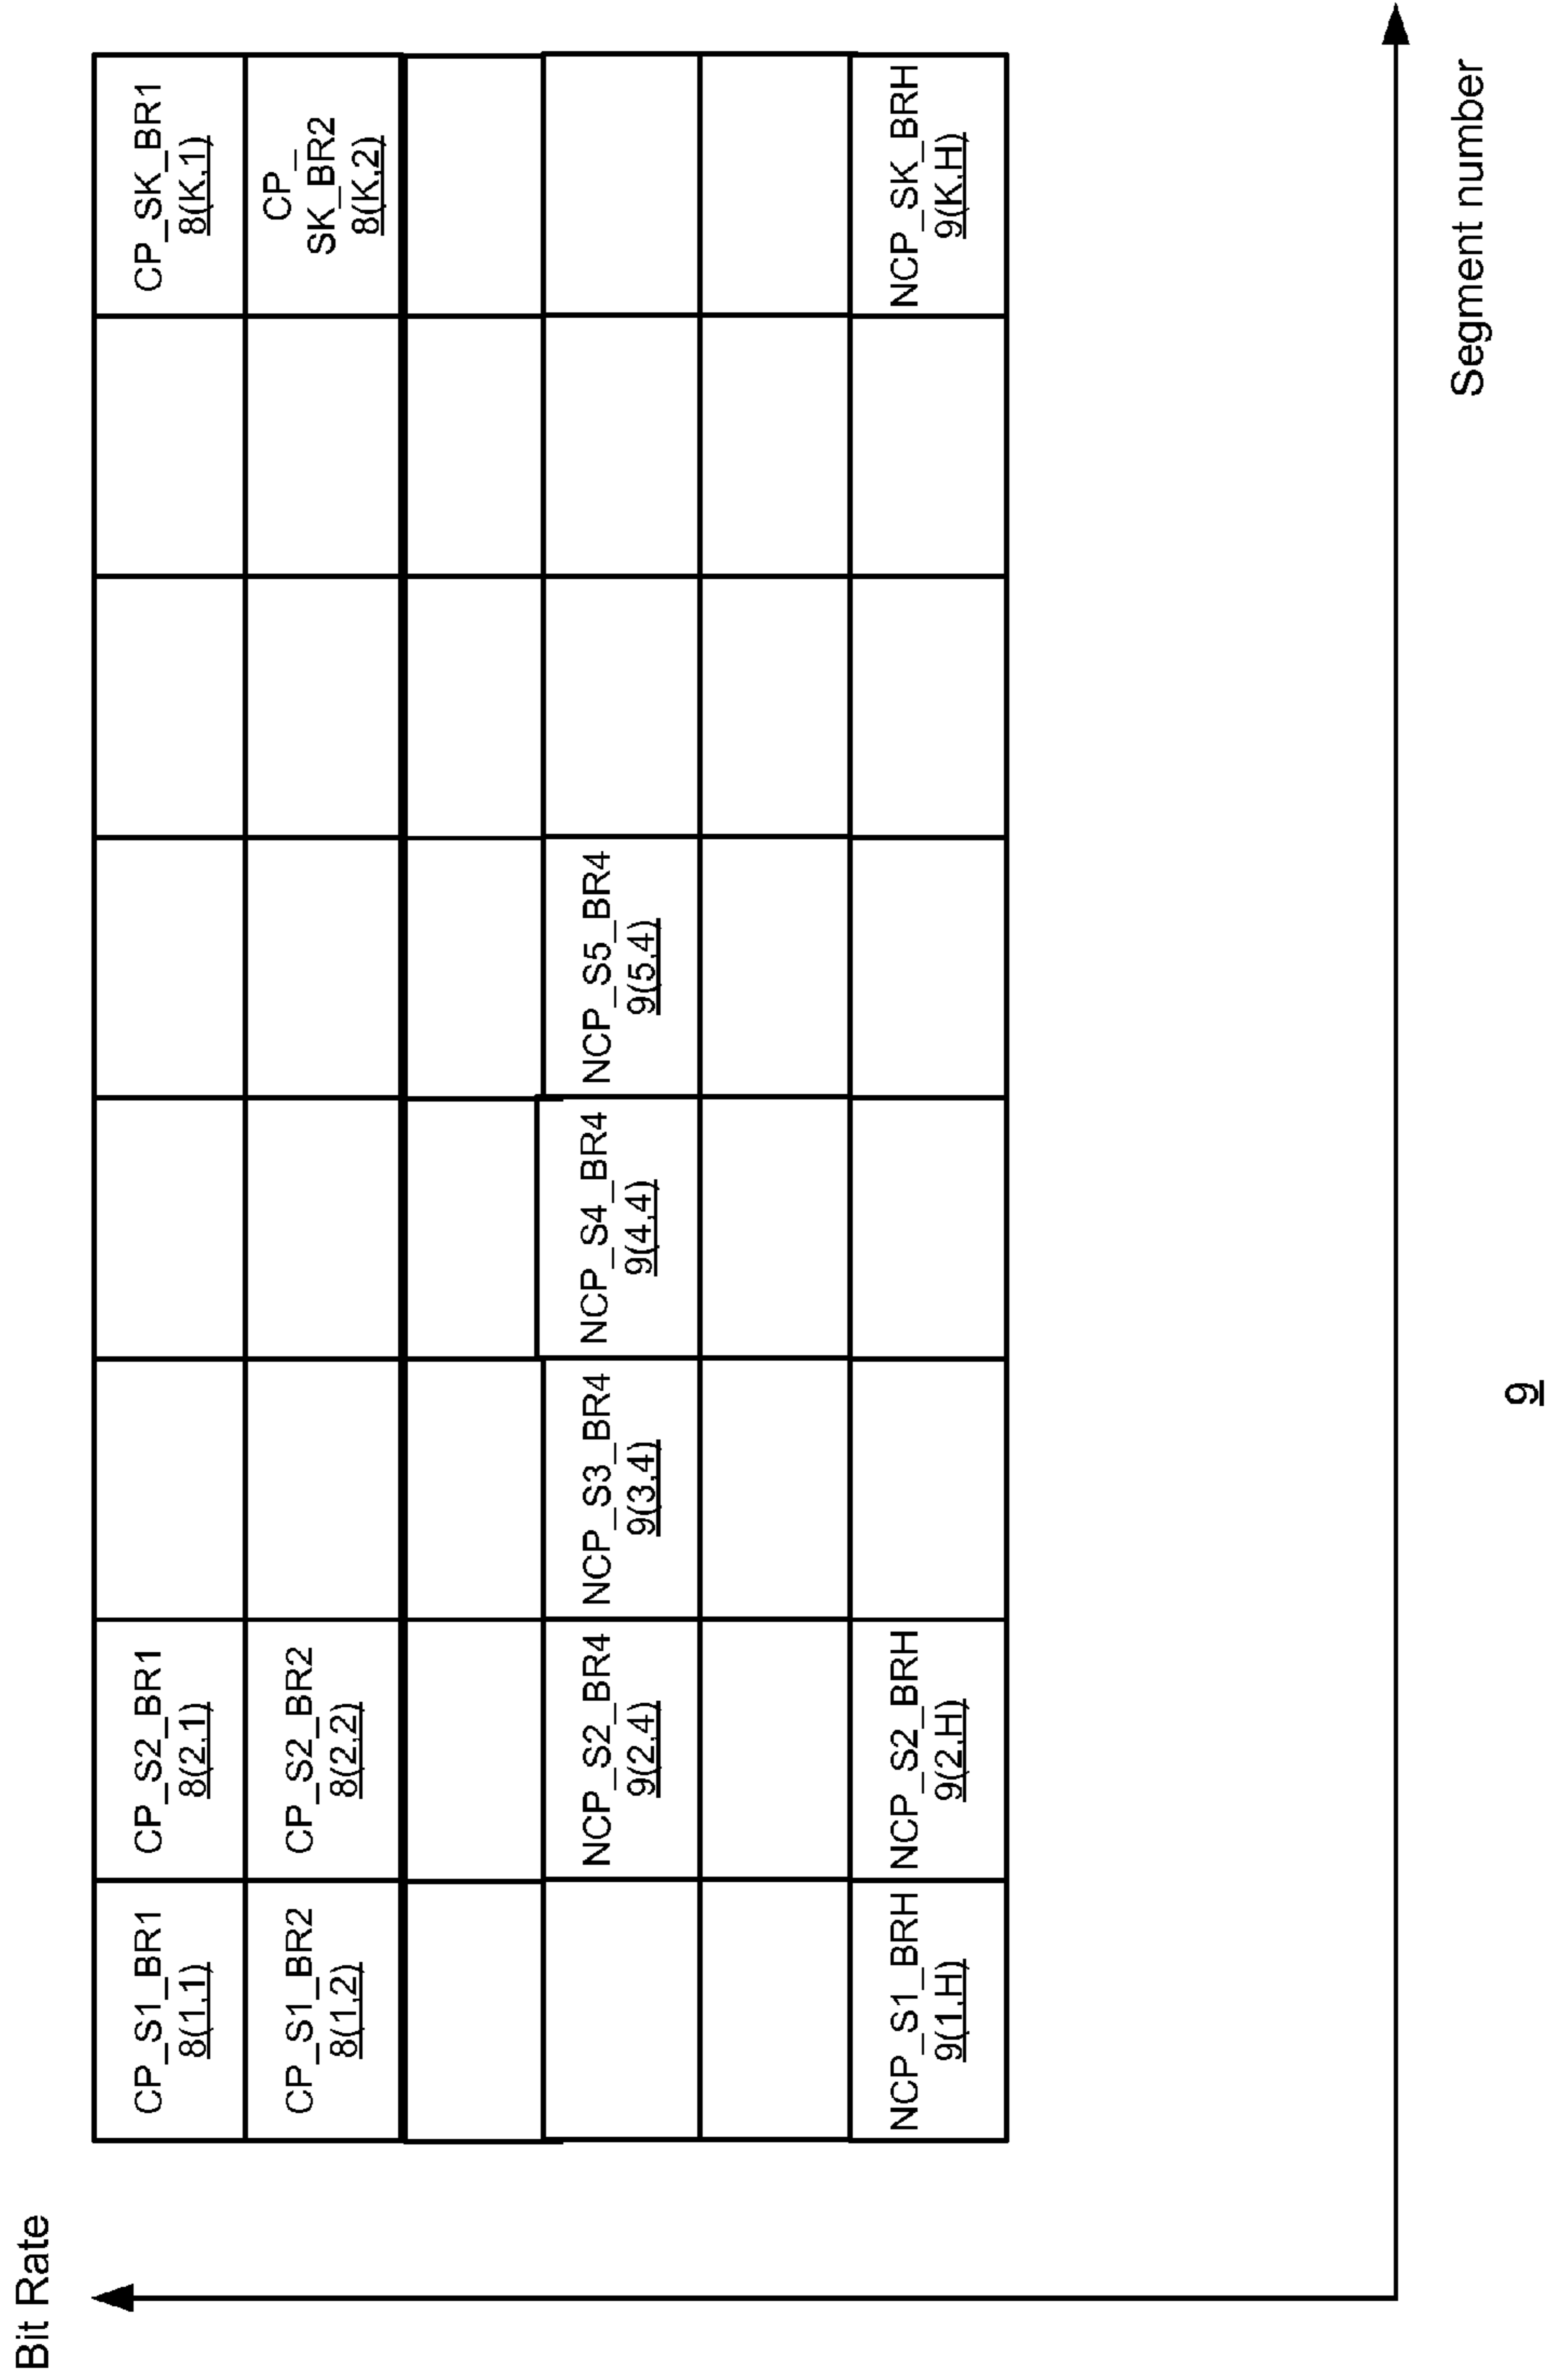 Bit Rate
CP_S1_BR1
8(1,1)
CP_S2_BR1
8(2,1)
CP_SK_BR1
8(K,1)
CP_S1_BR2
8(1,2)
CP_S2_BR2
8(2,2)
CP_
SK_BR2
8(K,2)
NCP_S2_BR4
9(2,4)
NCP_S3_BR4
9(3,4)
NCP_S4_BR4
9(4,4)
NCP_S5_BR4
9(5,4)
NCP_S1_BRH
9(1,H)
NCP_S2_BRH
9(2,H)
NCP_SK_BRH
9(K,H)
Segment number
9